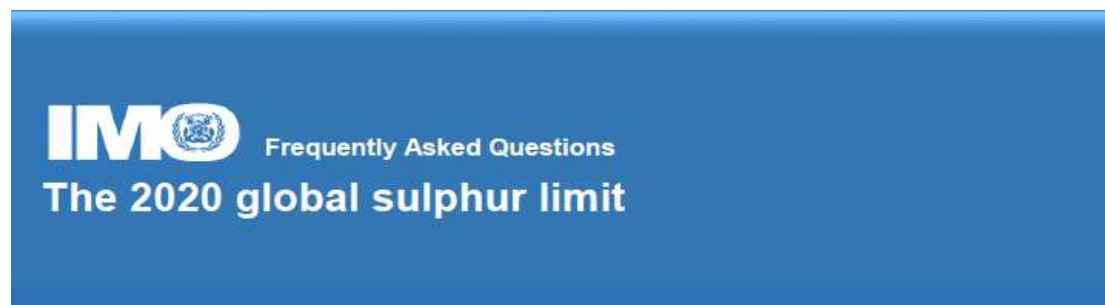 IMO Frequently Asked Questions
The 2020 global sulphur limit